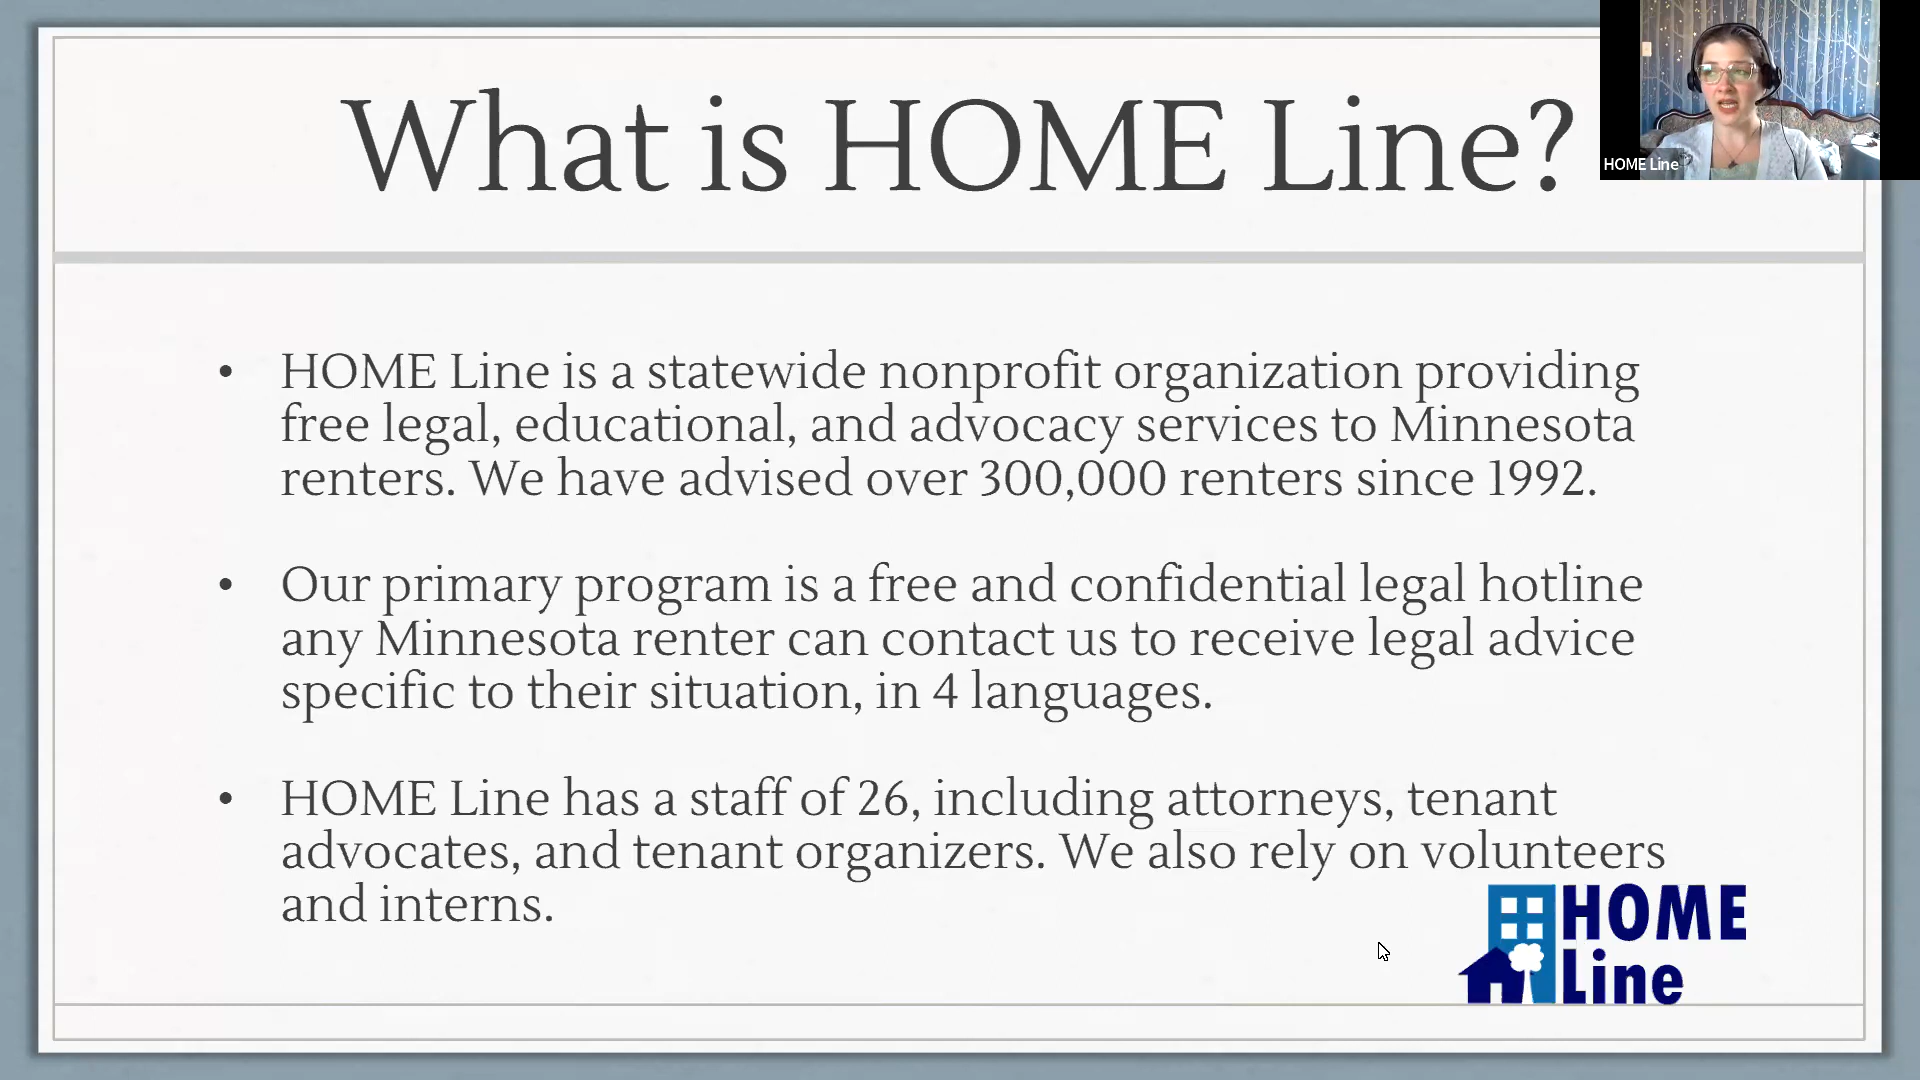 What is HOME Line?
HOME Line
• HOME Line is a statewide nonprofit organization providing
free legal, educational, and advocacy services to Minnesota
renters. We have advised over 300,000 renters since 1992.
• Our primary program is a free and confidential legal hotline
any Minnesota renter can contact us to receive legal advice
specific to their situation, in 4 languages.
• HOME Line has a staff of 26, including attorneys, tenant
advocates, and tenant organizers. We also rely on volunteers
and interns.
HOME
Line